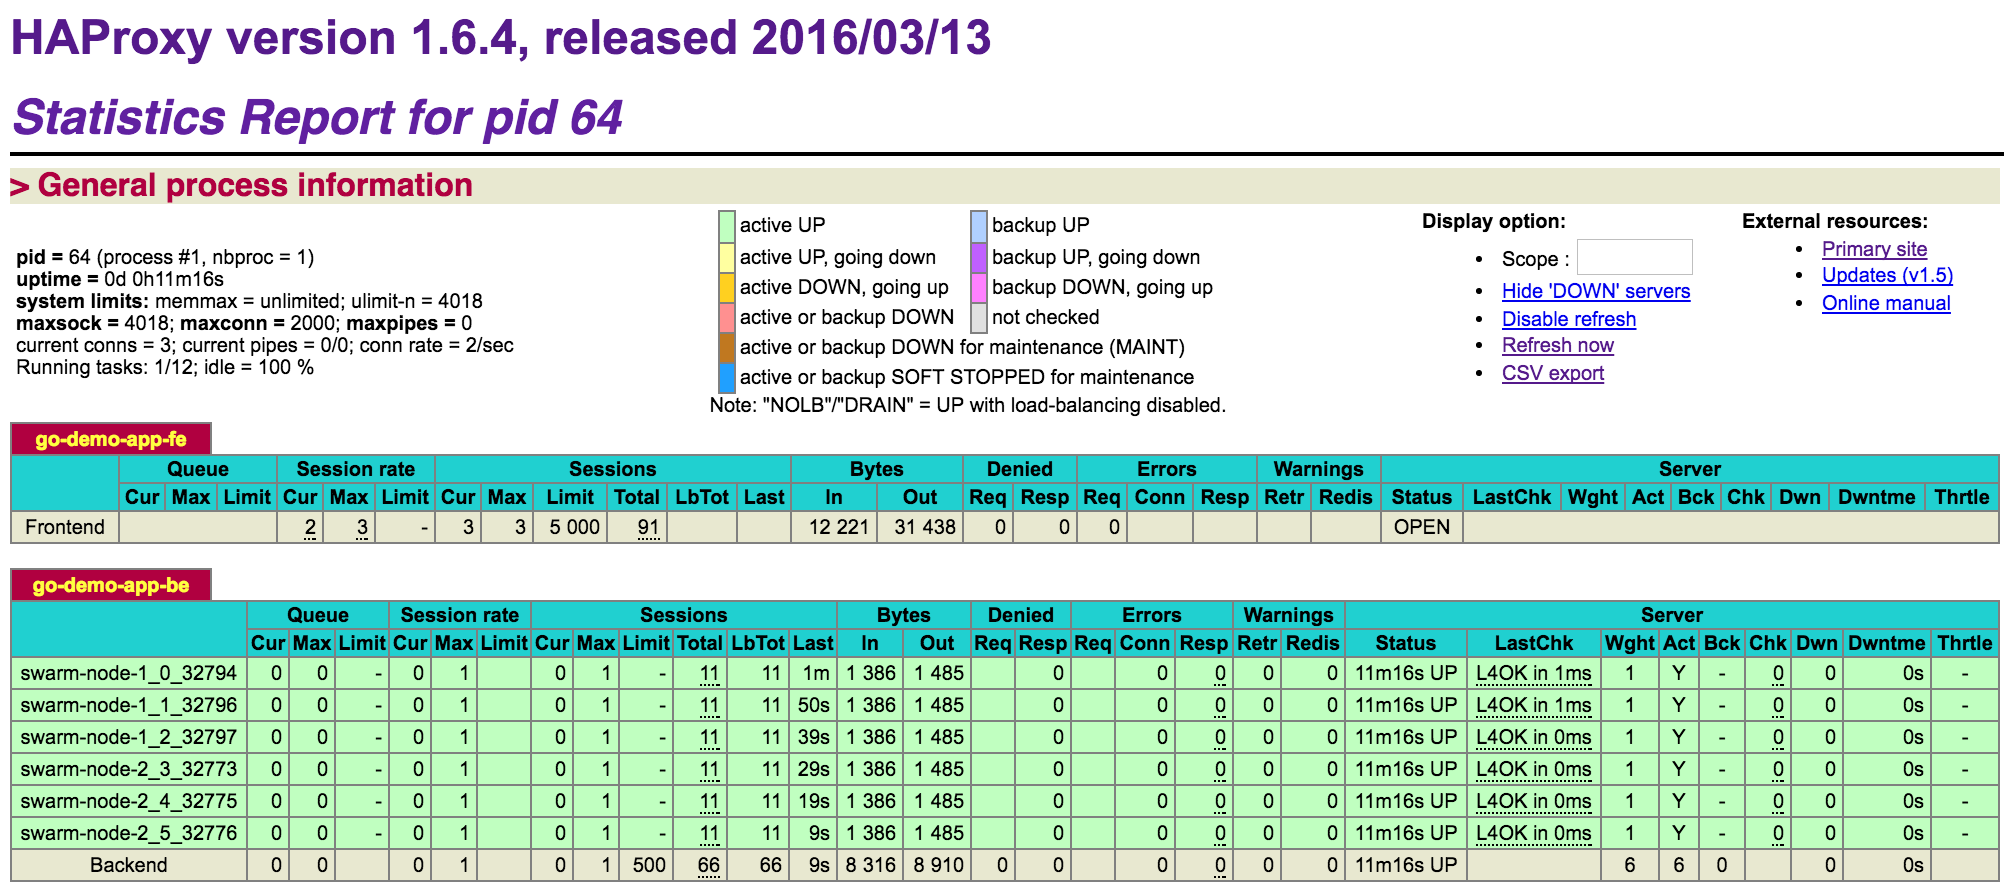 HAProxy version 1.6.4, released 2016/03/13
Statistics Report for pid 64
> General process information
pid = 64 (process #1, nbproc = 1)
uptime = 0d 0h11m16s
system limits: memmax = unlimited; ulimit-n = 4018
maxsock = 4018; maxconn = 2000; maxpipes = 0
current conns = 3; current pipes = 0/0; conn rate = 2/sec
Running tasks: 1/12; idle = 100 %
active UP backup UP
active UP, going down backup UP, going down
active DOWN, going up backup DOWN, going up
active or backup DOWN not checked
active or backup DOWN for maintenance (MAINT)
active or backup SOFT STOPPED for maintenance
Note: "NOLB"/"DRAIN" = UP with load-balancing disabled.
Display option:
• Scope :
• Hide 'DOWN' servers
• Disable refresh
• Refresh now
• CSV export
External resources:
• Primary site
• Updates (v1.5)
• Online manual
go-demo-app-fe
Queue Session rate Sessions Bytes Denied Errors Warnings Server
Cur Max Limit Cur Max Limit Cur Max Limit Total LbTot Last In Out Req Resp Req Conn Resp Retr Redis Status LastChk Wght Act Bck Chk Dwn Dwntme Thrtle
Frontend 2 3 - 3 3 5 000 91 12 221 31 438 0 0 0 OPEN
go-demo-app-be
Queue Session rate Sessions Bytes Denied Errors Warnings Server
Cur Max Limit Cur Max Limit Cur Max Limit Total LbTot Last In Out Req Resp Req Conn Resp Retr Redis Status LastChk Wght Act Bck Chk Dwn Dwntme Thrtle
swarm-node-1_0_32794 0 0 - 0 1 0 1 - 11 11 1m 1 386 1 485 0 0 0 0 0 11m16s UP L4OK in 1ms 1 Y - 0 0 0s -
swarm-node-1_1_32796 0 0 - 0 1 0 1 - 11 11 50s 1 386 1 485 0 0 0 0 0 11m16s UP L4OK in 1ms 1 Y - 0 0 0s -
swarm-node-1_2_32797 0 0 - 0 1 0 1 - 11 11 39s 1 386 1 485 0 0 0 0 0 11m16s UP L4OK in 0ms 1 Y - 0 0 0s -
swarm-node-2_3_32773 0 0 - 0 1 0 1 - 11 11 29s 1 386 1 485 0 0 0 0 0 11m16s UP L4OK in 0ms 1 Y - 0 0 0s -
swarm-node-2_4_32775 0 0 - 0 1 0 1 - 11 11 19s 1 386 1 485 0 0 0 0 0 11m16s UP L4OK in 0ms 1 Y - 0 0 0s -
swarm-node-2_5_32776 0 0 - 0 1 0 1 - 11 11 9s 1 386 1 485 0 0 0 0 0 11m16s UP L4OK in 0ms 1 Y - 0 0 0s -
Backend 0 0 0 1 0 1 500 66 66 9s 8 316 8 910 0 0 0 0 0 0 11m16s UP 6 6 0 0 0s